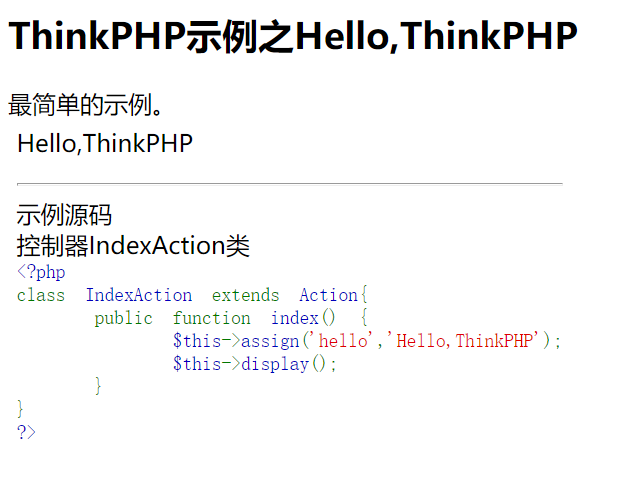 ThinkPHP示例之Hello,ThinkPHP
最简单的示例。
Hello,ThinkPHP
示例源码
控制器IndexAction类
<?php
class IndexAction extends Action{
public function index() {
$this->assign('hello','Hello,ThinkPHP');
$this->display();
}
}
?>